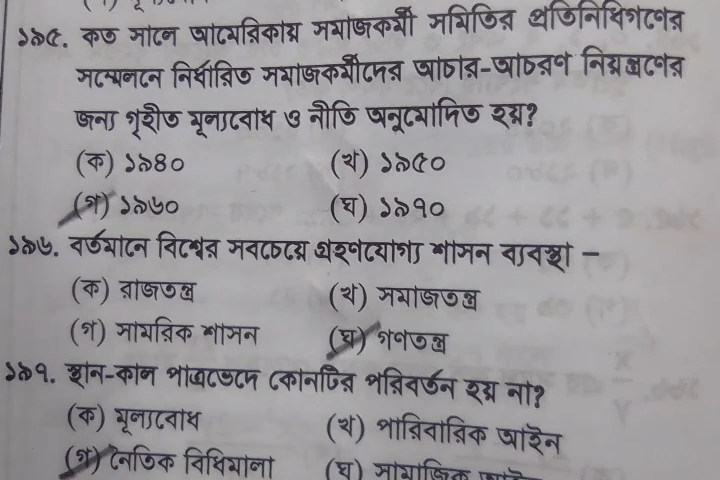 ১৯৫. কত সালে আমেরিকায় সমাজকর্মী সমিতির প্রতিনিধিগণের
সম্মেলনে নির্ধারিত সমাজকর্মীদের আচার-আচরণ নিয়ন্ত্রণের
জন্য গৃহীত মূল্যবোধ ও নীতি অনুমোদিত হয়?
(ক) ১৯৪০ (খ) ১৯৫০
(গ) ১৯৬০ (ঘ) ১৯৭০
১৯৬. বর্তমানে বিশ্বের সবচেয়ে গ্রহণযোগ্য শাসন ব্যবস্থা –
(ক) রাজতন্ত্র (খ) সমাজতন্ত্র
(গ) সামরিক শাসন (ঘ) গণতন্ত্র
১৯৭. স্থান-কাল পাত্রভেদে কোনটির পরিবর্তন হয় না?
(ক) মূল্যবোধ (খ) পারিবারিক আইন
(গ) নৈতিক বিধিমালা (ঘ) সামাজিক আইন